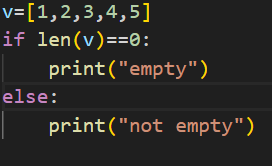 v=[1,2,3,4,5]
if len(v)==0:
    print("empty")
else:
    print("not empty")